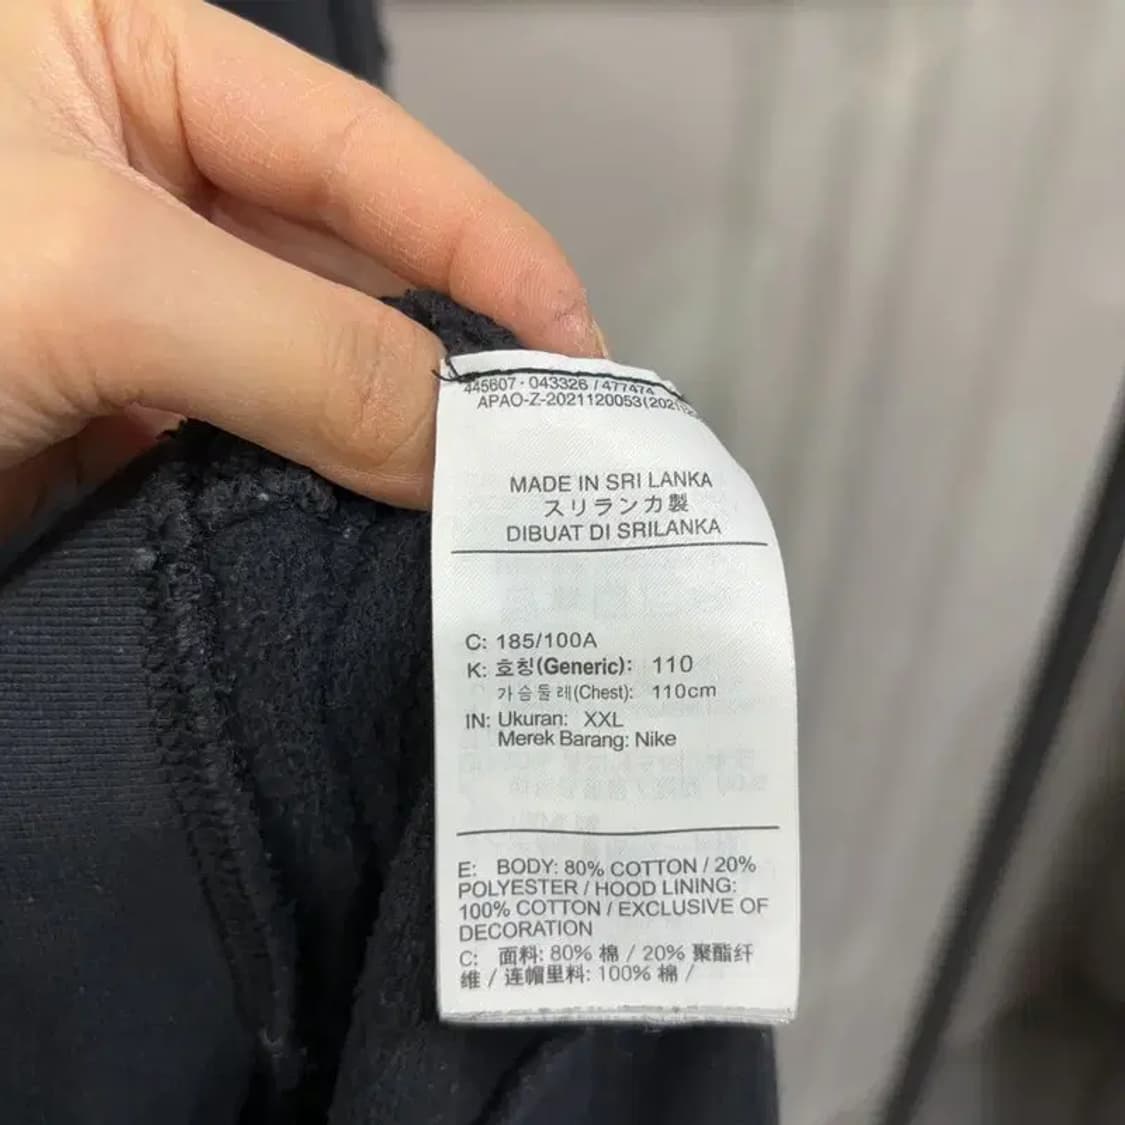 445607 · 043326 / 477474
APAO-Z-2021120053(202
MADE IN SRI LANKA
スリランカ製
DIBUAT DI SRILANKA
C: 185/100A
K: 호칭(Generic): 110
가슴둘레(Chest): 110cm
IN: Ukuran: XXL
Merek Barang: Nike
E: BODY: 80% COTTON / 20%
POLYESTER / HOOD LINING:
100% COTTON / EXCLUSIVE OF
DECORATION
C: 面料: 80% 棉 / 20% 聚酯纤
维 / 连帽里料: 100% 棉 /